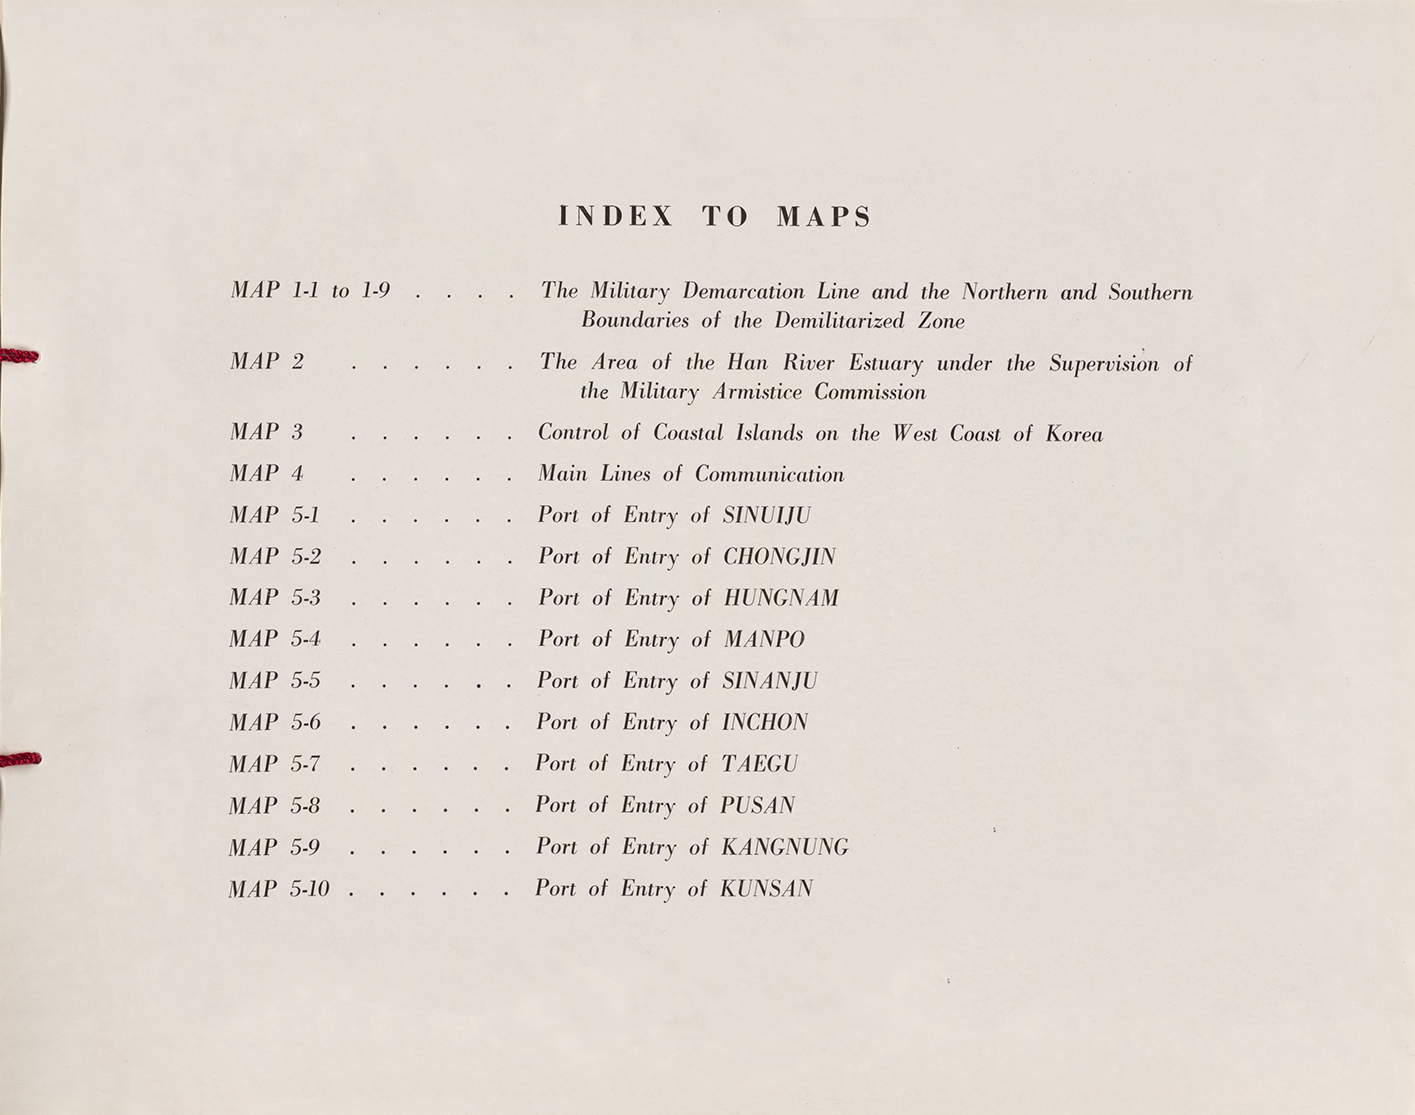 INDEX TO MAPS
MAP 1-1 to 1-9 . . . . The Military Demarcation Line and the Northern and Southern
Boundaries of the Demilitarized Zone
MAP 2 . . . . . . The Area of the Han River Estuary under the Supervision of
the Military Armistice Commission
MAP 3 . . . . . . Control of Coastal Islands on the West Coast of Korea
MAP 4 . . . . . . Main Lines of Communication
MAP 5-1 . . . . . . Port of Entry of SINUIJU
MAP 5-2 . . . . . . Port of Entry of CHONGJIN
MAP 5-3 . . . . . . Port of Entry of HUNGNAM
MAP 5-4 . . . . . . Port of Entry of MANPO
MAP 5-5 . . . . . . Port of Entry of SINANJU
MAP 5-6 . . . . . . Port of Entry of INCHON
MAP 5-7 . . . . . . Port of Entry of TAEGU
MAP 5-8 . . . . . . Port of Entry of PUSAN
MAP 5-9 . . . . . . Port of Entry of KANGNUNG
MAP 5-10 . . . . . . Port of Entry of KUNSAN